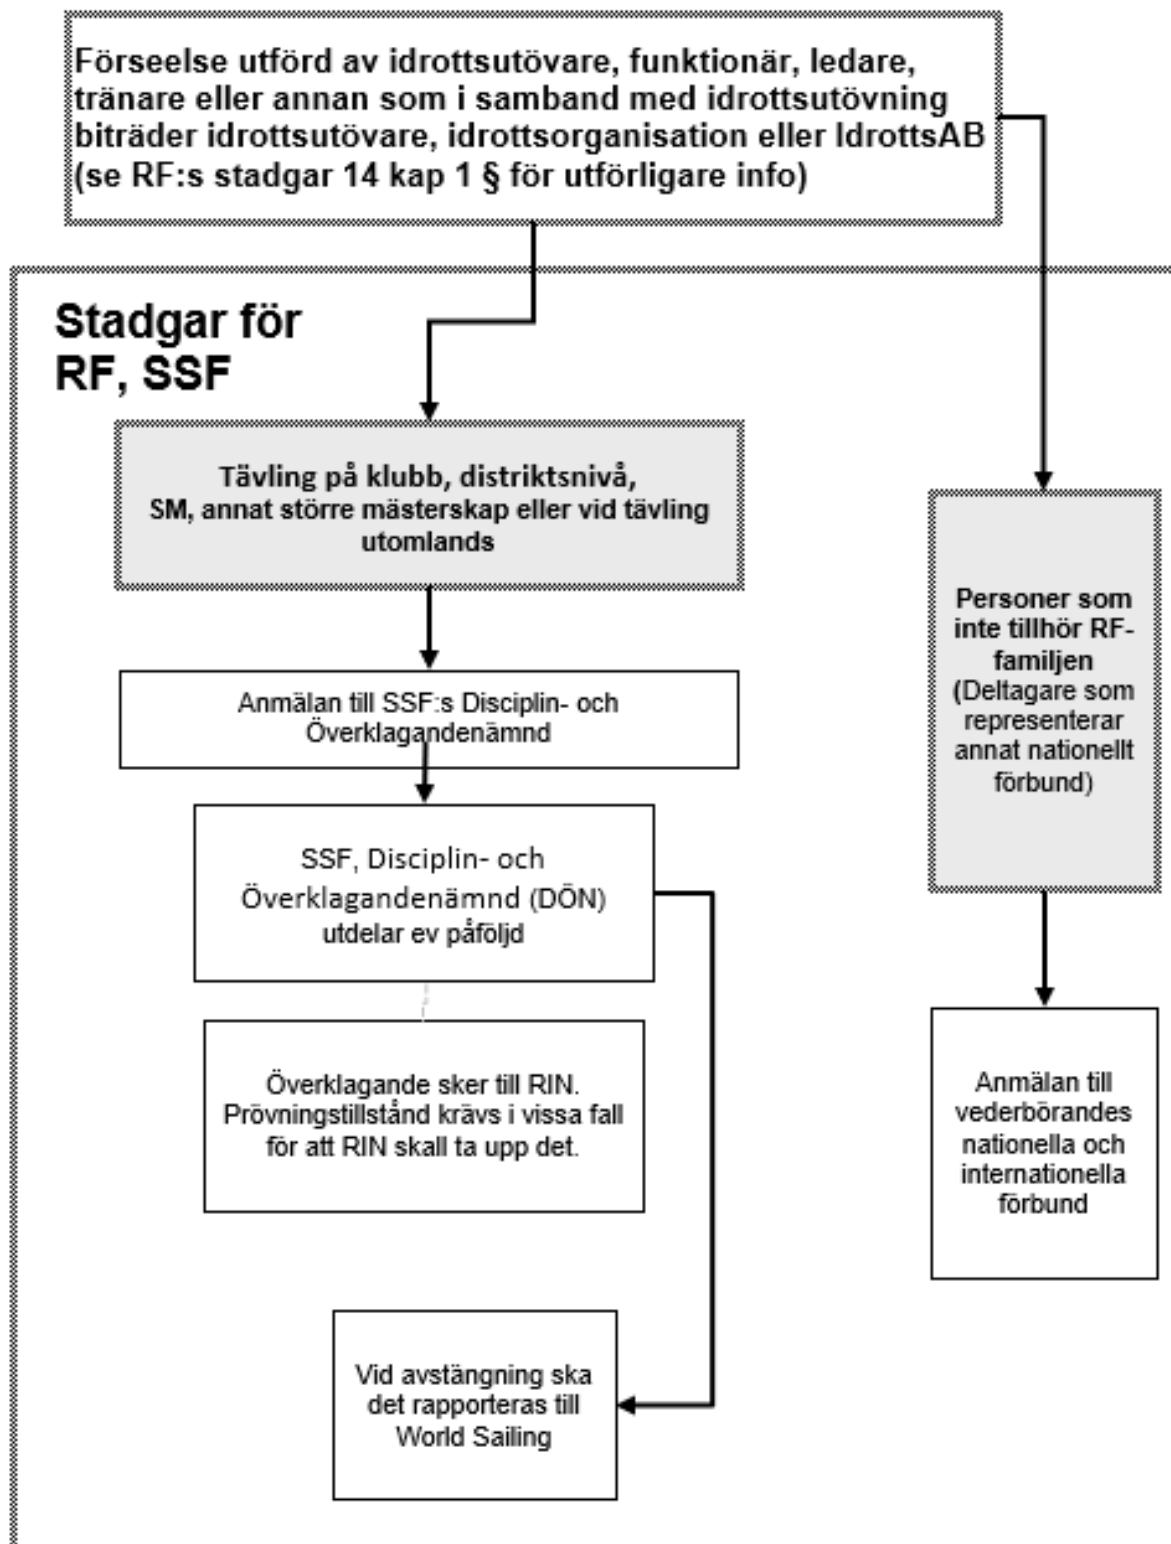 Förseelse utförd av idrottsutövare, funktionär, ledare,
tränare eller annan som i samband med idrottsutövning
biträder idrottsutövare, idrottsorganisation eller IdrottsAB
(se RF:s stadgar 14 kap 1 § för utförligare info)
Stadgar för
RF, SSF
Tävling på klubb, distriktsnivå,
SM, annat större mästerskap eller vid tävling
utomlands
Anmälan till SSF:s Disciplin- och
Överklagandenämnd
SSF, Disciplin- och
Överklagandenämnd (DÖN)
utdelar ev påföljd
Överklagande sker till RIN.
Prövningstillstånd krävs i vissa fall
för att RIN skall ta upp det.
Vid avstängning ska
det rapporteras till
World Sailing
Personer som
inte tillhör RF-
familjen
(Deltagare som
representerar
annat nationellt
förbund)
Anmälan till
vederbörandes
nationella och
internationella
förbund